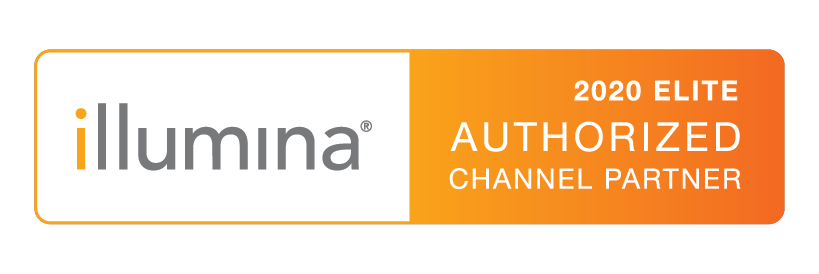 illumina®
2020 ELITE
AUTHORIZED
CHANNEL PARTNER